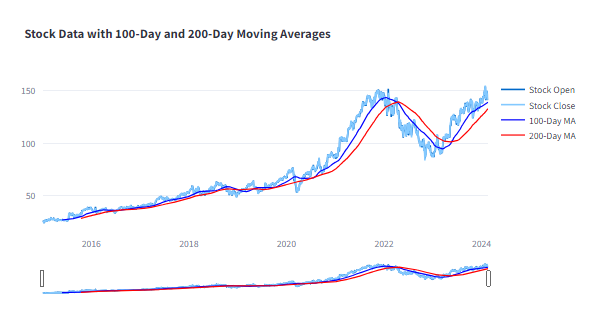 Stock Data with 100-Day and 200-Day Moving Averages
150
100
50
2016
2018
2020
2022
2024
Stock Open
Stock Close
100-Day MA
200-Day MA